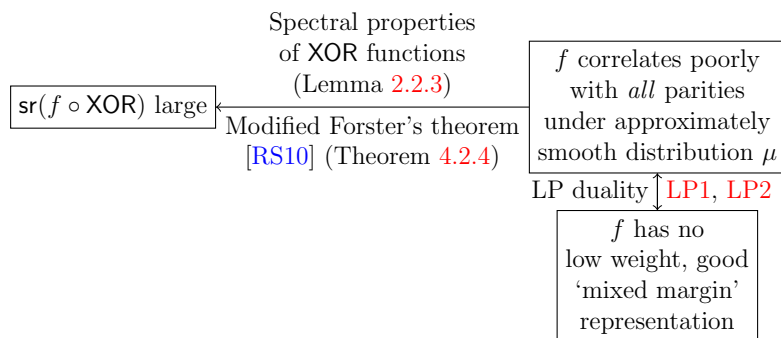 Spectral properties
of XOR functions
(Lemma 2.2.3)
sr(f ∘ XOR) large
Modified Forster's theorem
[RS10] (Theorem 4.2.4)
f correlates poorly
with all parities
under approximately
smooth distribution μ
LP duality LP1, LP2
f has no
low weight, good
'mixed margin'
representation